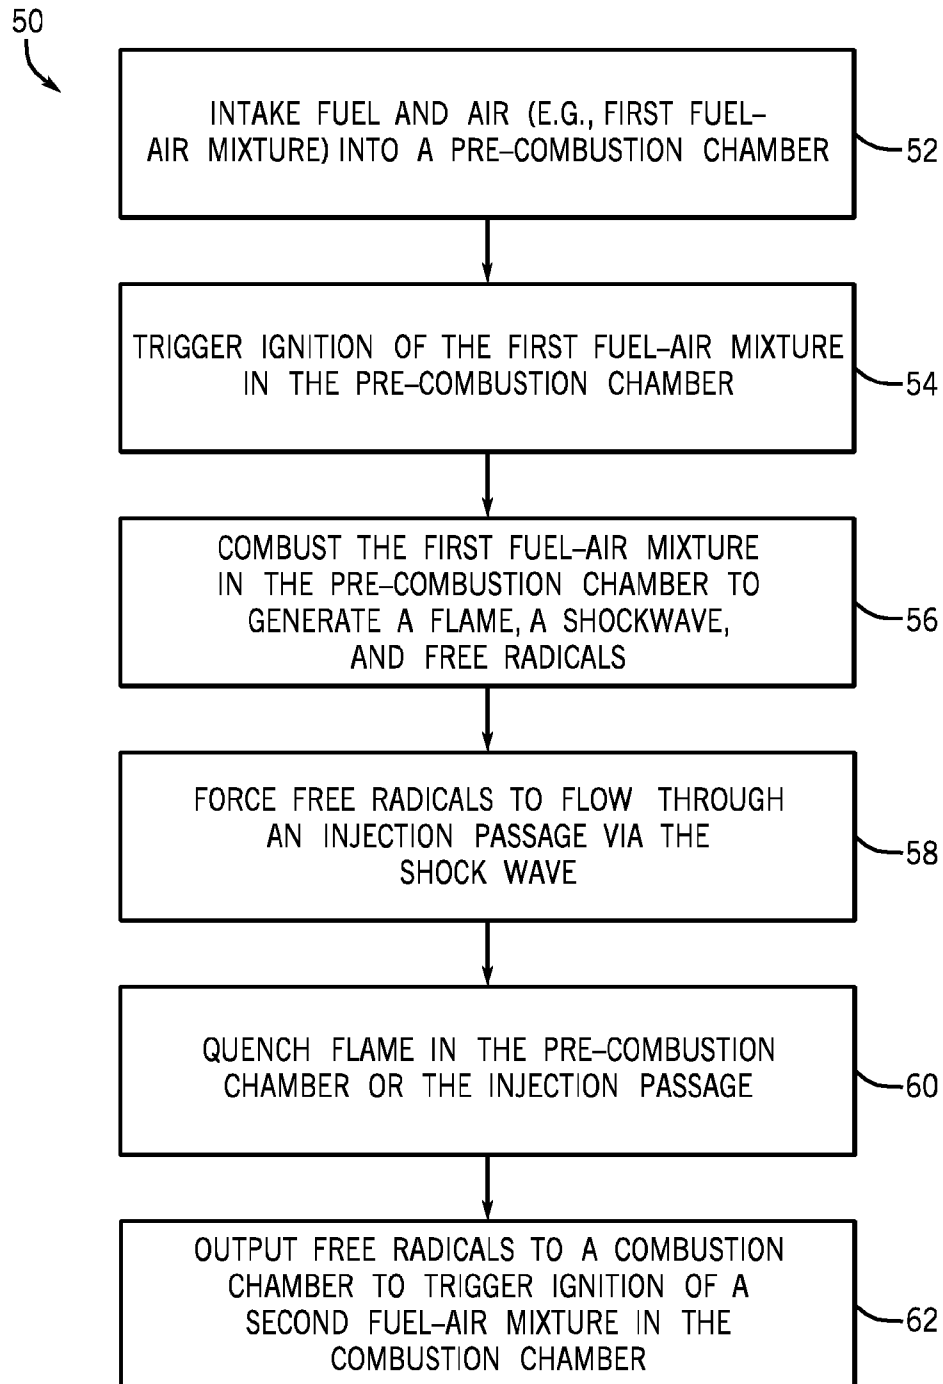 50
INTAKE FUEL AND AIR (E.G., FIRST FUEL–
AIR MIXTURE) INTO A PRE–COMBUSTION CHAMBER
52
TRIGGER IGNITION OF THE FIRST FUEL–AIR MIXTURE
IN THE PRE–COMBUSTION CHAMBER
54
COMBUST THE FIRST FUEL–AIR MIXTURE
IN THE PRE–COMBUSTION CHAMBER TO
GENERATE A FLAME, A SHOCKWAVE,
AND FREE RADICALS
56
FORCE FREE RADICALS TO FLOW THROUGH
AN INJECTION PASSAGE VIA THE
SHOCK WAVE
58
QUENCH FLAME IN THE PRE–COMBUSTION
CHAMBER OR THE INJECTION PASSAGE
60
OUTPUT FREE RADICALS TO A COMBUSTION
CHAMBER TO TRIGGER IGNITION OF A
SECOND FUEL–AIR MIXTURE IN THE
COMBUSTION CHAMBER
62